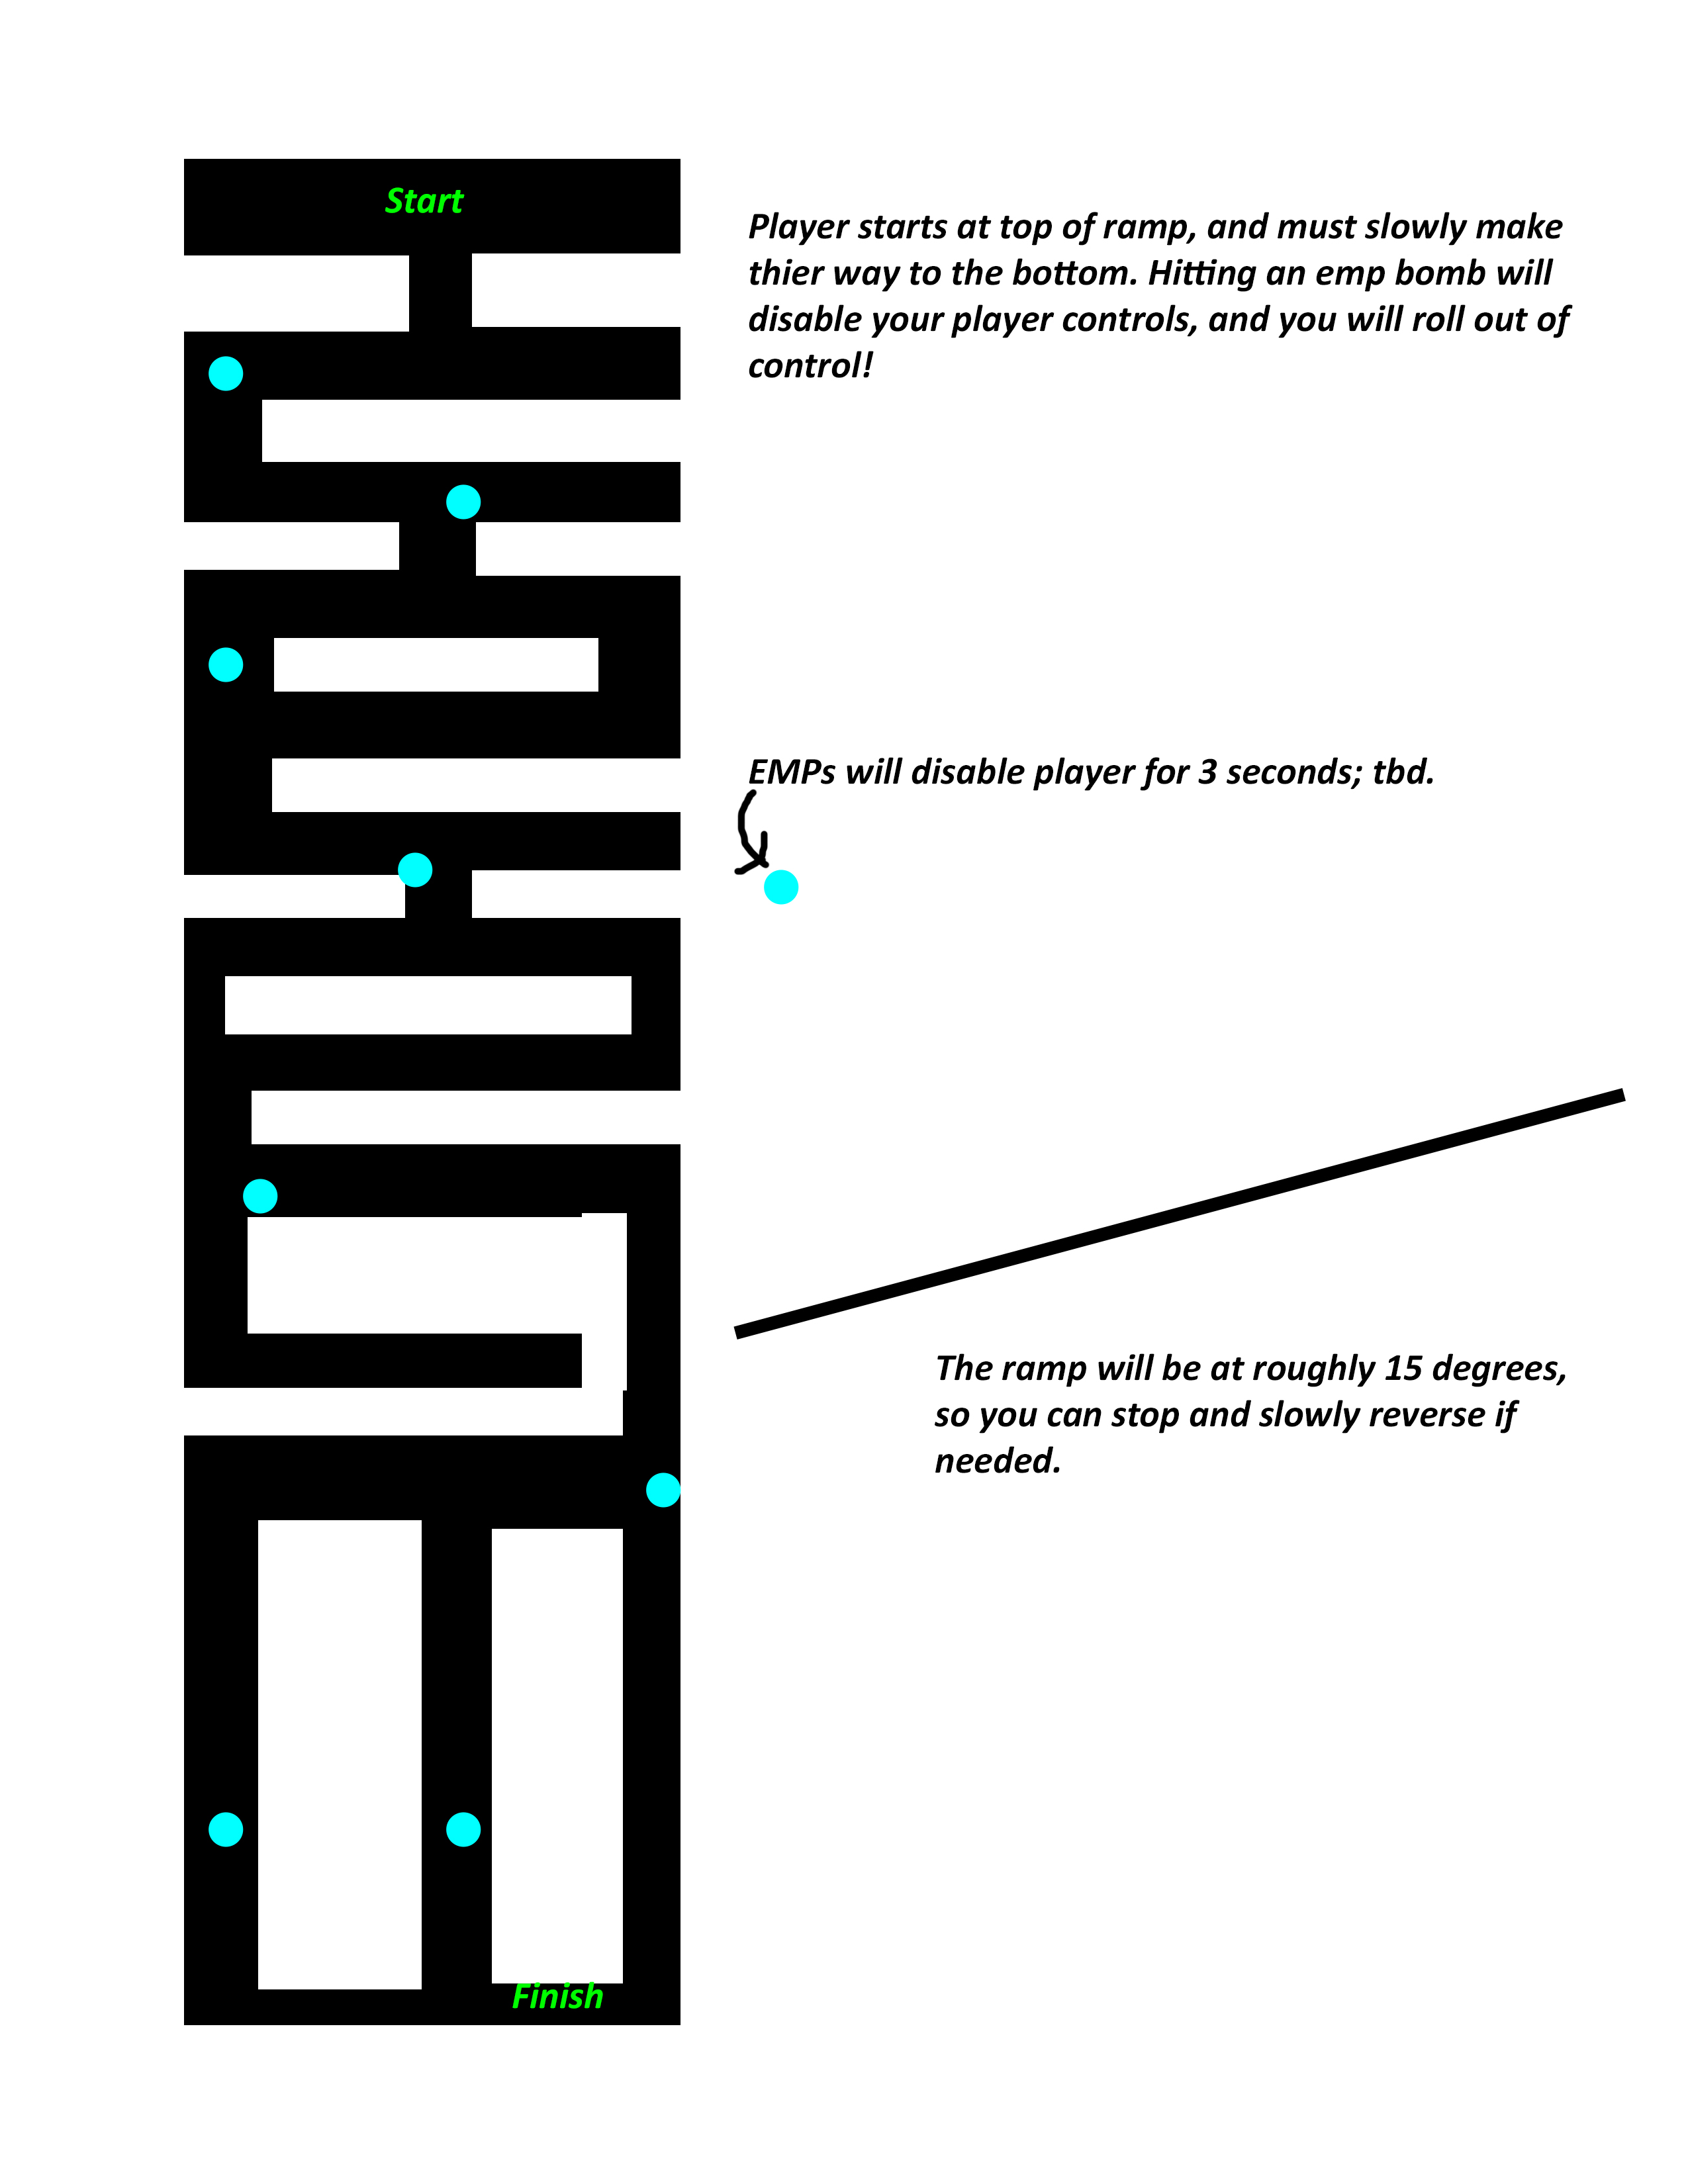 Start
Player starts at top of ramp, and must slowly make
thier way to the bottom. Hitting an emp bomb will
disable your player controls, and you will roll out of
control!
EMPs will disable player for 3 seconds; tbd.
The ramp will be at roughly 15 degrees,
so you can stop and slowly reverse if
needed.
Finish